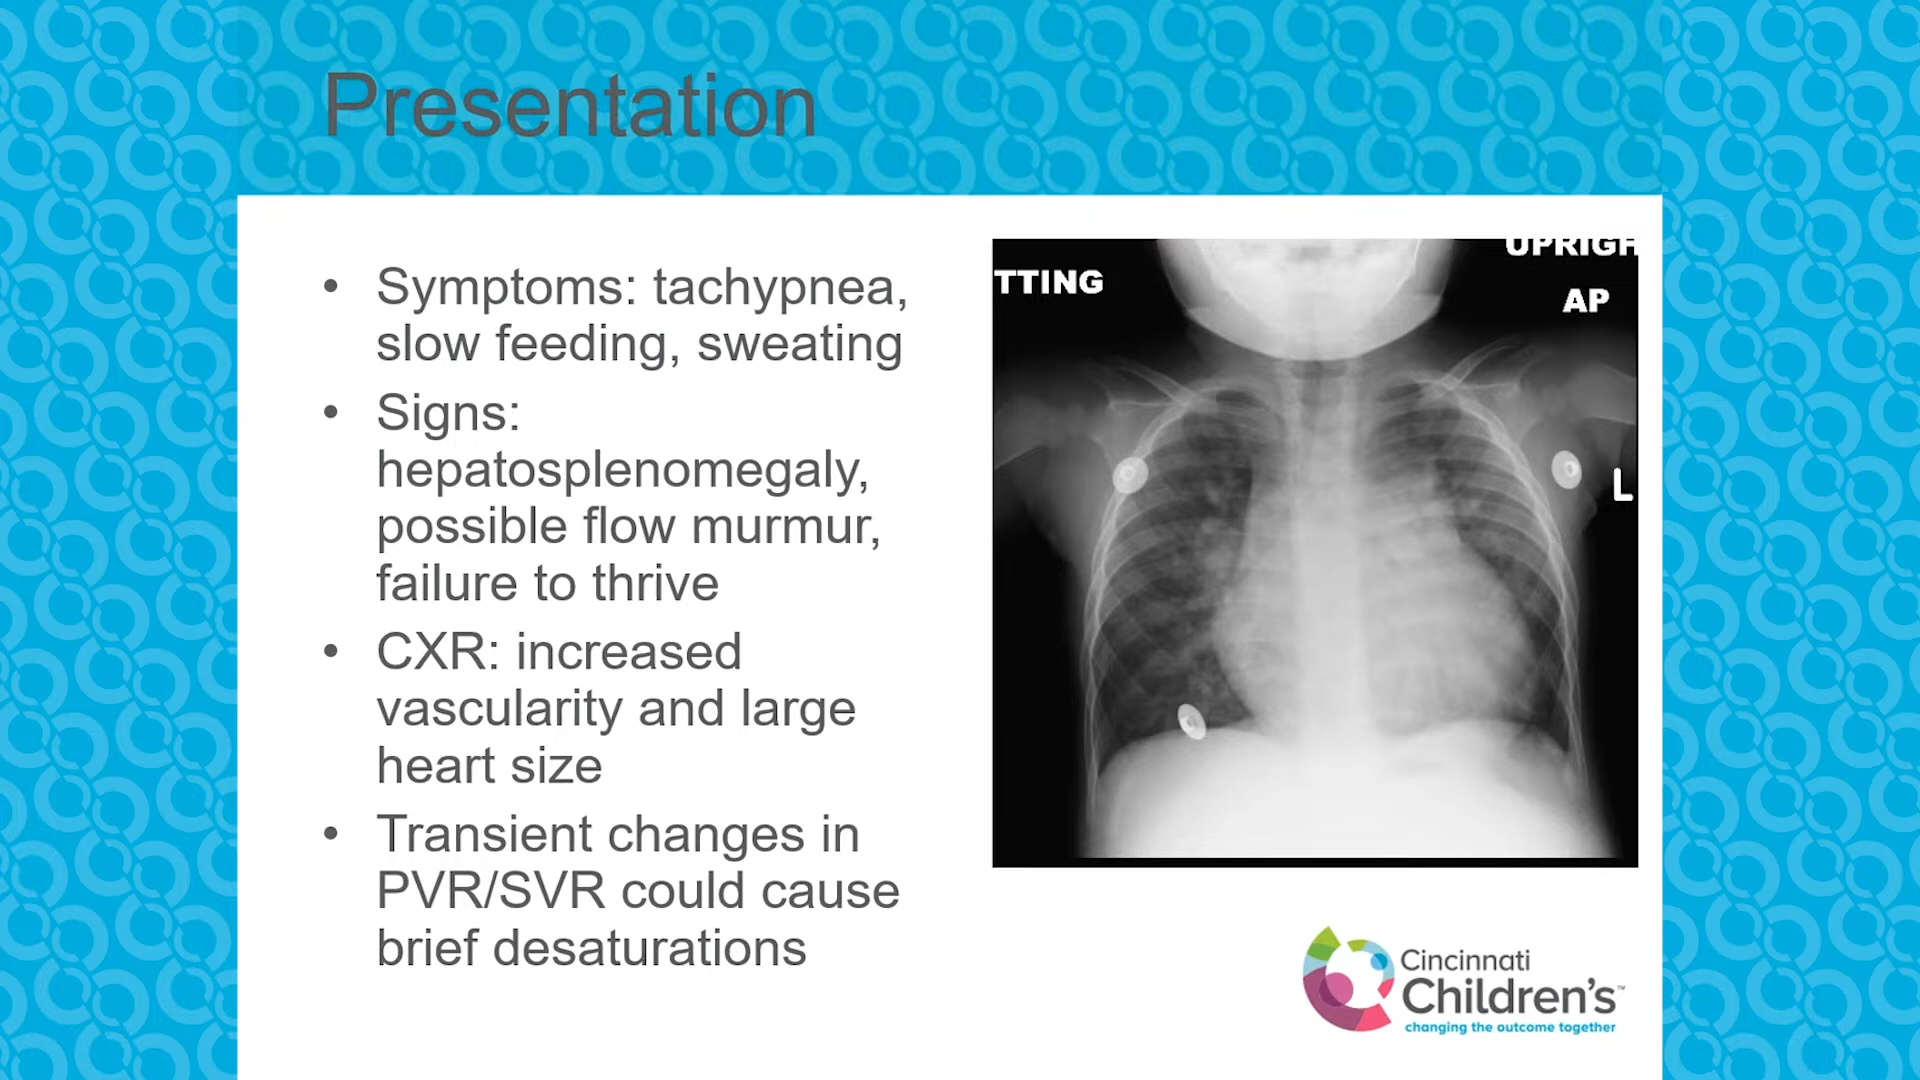 Presentation
• Symptoms: tachypnea,
slow feeding, sweating
• Signs:
hepatosplenomegaly,
possible flow murmur,
failure to thrive
• CXR: increased
vascularity and large
heart size
• Transient changes in
PVR/SVR could cause
brief desaturations
TTING
UPRIGH
AP
L
Cincinnati
Children's™
changing the outcome together